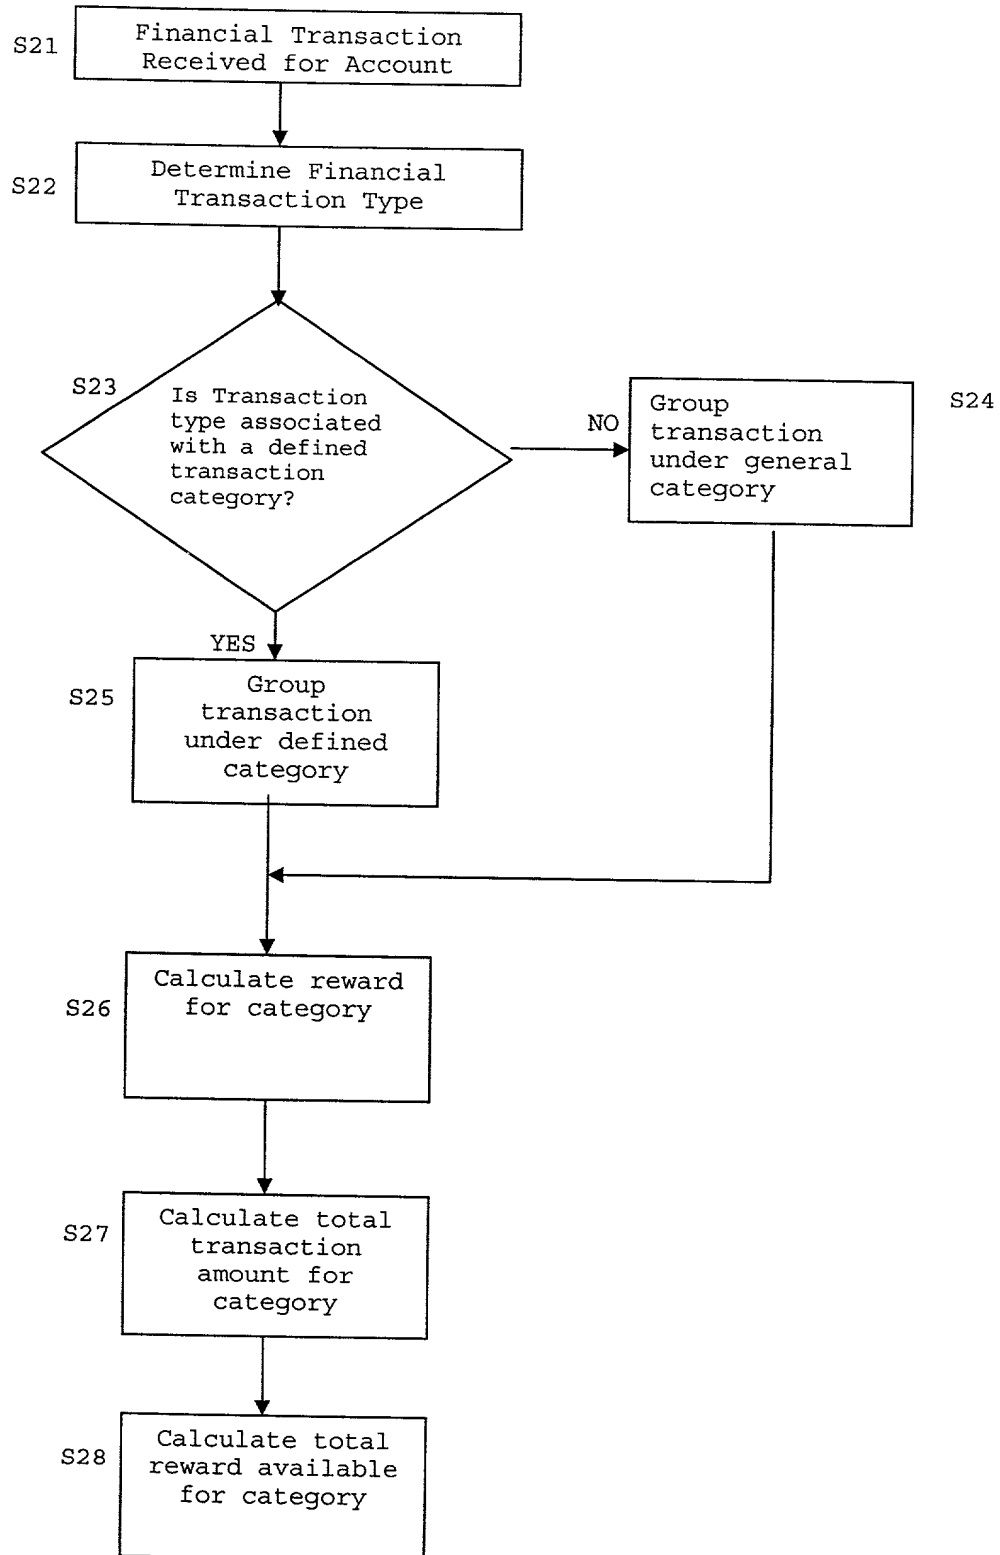 S21
Financial Transaction
Received for Account
S22
Determine Financial
Transaction Type
S23
Is Transaction
type associated
with a defined
transaction
category?
NO
Group
transaction
under general
category
S24
YES
S25
Group
transaction
under defined
category
S26
Calculate reward
for category
S27
Calculate total
transaction
amount for
category
S28
Calculate total
reward available
for category